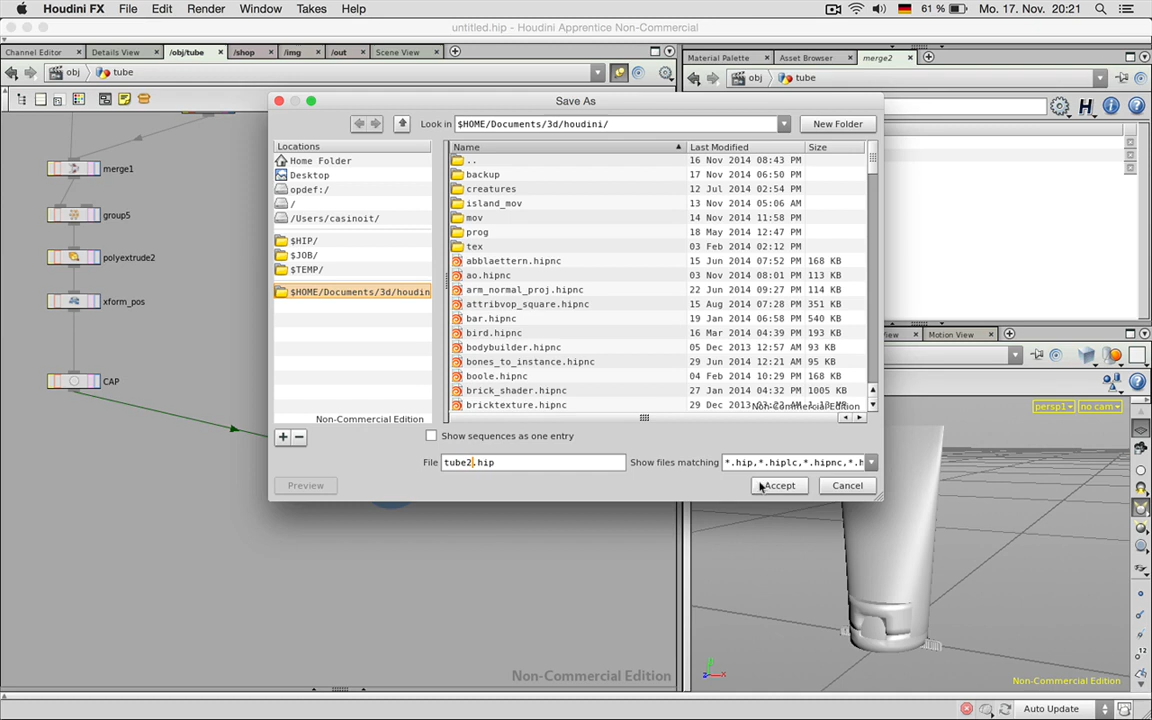 Houdini FX File Edit Render Window Takes Help 61 % Mo. 17. Nov. 20:21
untitled.hip - Houdini Apprentice Non-Commercial
Channel Editor Details View /obj/tube /shop /img /out Scene View
Material Palette Asset Browser merge2
obj tube
obj tube
Save As
Look in $HOME/Documents/3d/houdini/ New Folder
Locations
Home Folder
Desktop
opdef:/
/
/Users/casinoit/
$HIP/
$JOB/
$TEMP/
$HOME/Documents/3d/houdin
Non-Commercial Edition
Name Last Modified Size
.. 16 Nov 2014 08:43 PM
backup 17 Nov 2014 06:50 PM
creatures 12 Jul 2014 02:54 PM
island_mov 13 Nov 2014 05:06 AM
mov 14 Nov 2014 11:58 PM
prog 18 May 2014 12:47 PM
tex 03 Feb 2014 02:12 PM
abblaettern.hipnc 15 Jun 2014 07:52 PM 168 KB
ao.hipnc 03 Nov 2014 08:01 PM 113 KB
arm_normal_proj.hipnc 22 Jun 2014 09:27 PM 114 KB
attribvop_square.hipnc 15 Aug 2014 07:28 PM 351 KB
bar.hipnc 19 Jan 2014 06:58 PM 540 KB
bird.hipnc 16 Mar 2014 04:39 PM 193 KB
bodybuilder.hipnc 05 Dec 2013 12:57 AM 93 KB
bones_to_instance.hipnc 29 Jun 2014 12:21 AM 95 KB
boole.hipnc 04 Feb 2014 10:29 PM 168 KB
brick_shader.hipnc 27 Jan 2014 04:32 PM 1005 KB
bricktexture.hipnc 29 Dec 2013
Non-Commercial Edition
Show sequences as one entry
File tube2.hip Show files matching *.hip,*.hiplc,*.hipnc,*.h
Preview Accept Cancel
merge1
group5
polyextrude2
xform_pos
CAP
Non-Commercial Edition
Motion View
persp1 no cam
Non-Commercial Edition
Auto Update